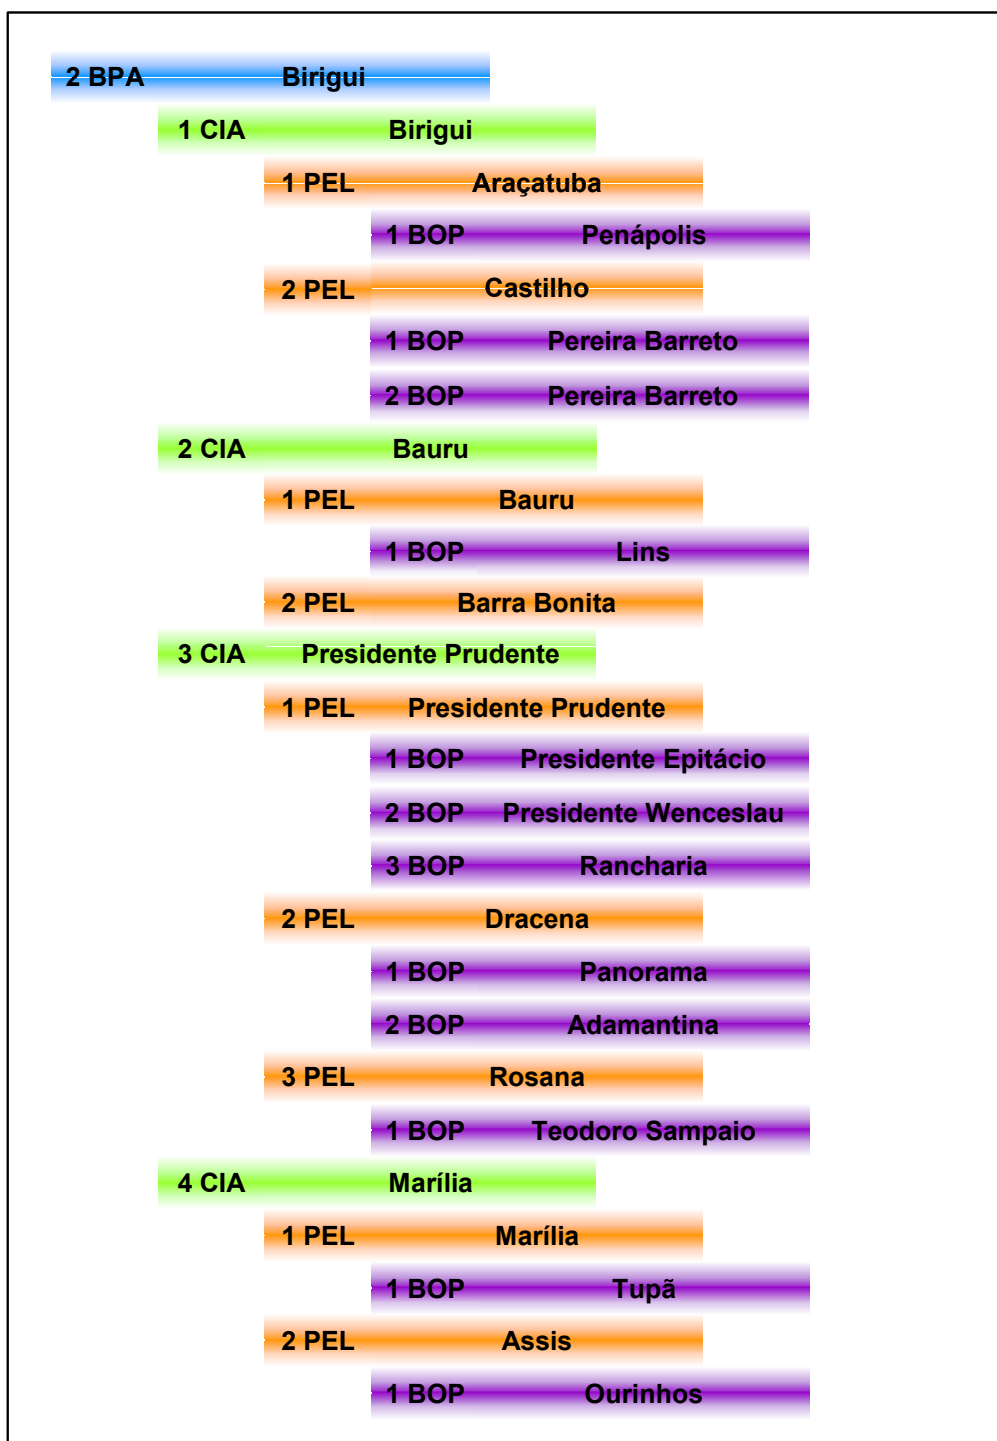 2 BPA Birigui
1 CIA Birigui
1 PEL Araçatuba
1 BOP Penápolis
2 PEL Castilho
1 BOP Pereira Barreto
2 BOP Pereira Barreto
2 CIA Bauru
1 PEL Bauru
1 BOP Lins
2 PEL Barra Bonita
3 CIA Presidente Prudente
1 PEL Presidente Prudente
1 BOP Presidente Epitácio
2 BOP Presidente Wenceslau
3 BOP Rancharia
2 PEL Dracena
1 BOP Panorama
2 BOP Adamantina
3 PEL Rosana
1 BOP Teodoro Sampaio
4 CIA Marília
1 PEL Marília
1 BOP Tupã
2 PEL Assis
1 BOP Ourinhos